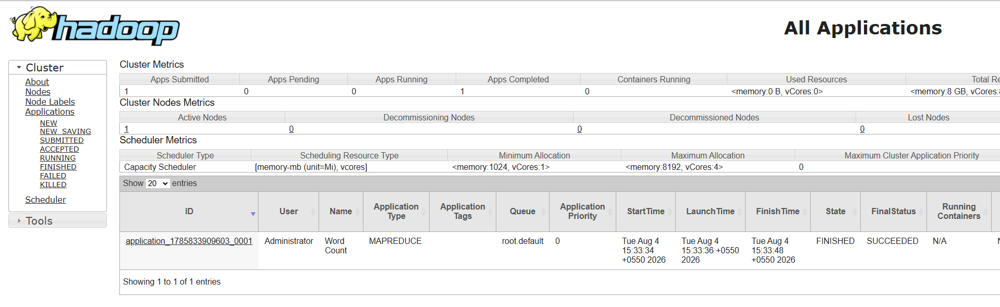 hadoop
All Applications
Cluster
About
Nodes
Node Labels
Applications
NEW
NEW_SAVING
SUBMITTED
ACCEPTED
RUNNING
FINISHED
FAILED
KILLED
Scheduler
Tools
Cluster Metrics
Apps Submitted Apps Pending Apps Running Apps Completed Containers Running Used Resources Total Re
1 0 0 1 0 <memory:0 B, vCores:0> <memory:8 GB, vCores:
Cluster Nodes Metrics
Active Nodes Decommissioning Nodes Decommissioned Nodes Lost Nodes
1 0 0 0
Scheduler Metrics
Scheduler Type Scheduling Resource Type Minimum Allocation Maximum Allocation Maximum Cluster Application Priority
Capacity Scheduler [memory-mb (unit=Mi), vcores] <memory:1024, vCores:1> <memory:8192, vCores:4> 0
Show 20 entries
ID User Name Application Type Application Tags Queue Application Priority StartTime LaunchTime FinishTime State FinalStatus Running Containers
application_1785833909603_0001 Administrator Word Count MAPREDUCE root.default 0 Tue Aug 4 15:33:34 +0550 2026 Tue Aug 4 15:33:36 +0550 2026 Tue Aug 4 15:33:48 +0550 2026 FINISHED SUCCEEDED N/A
Showing 1 to 1 of 1 entries